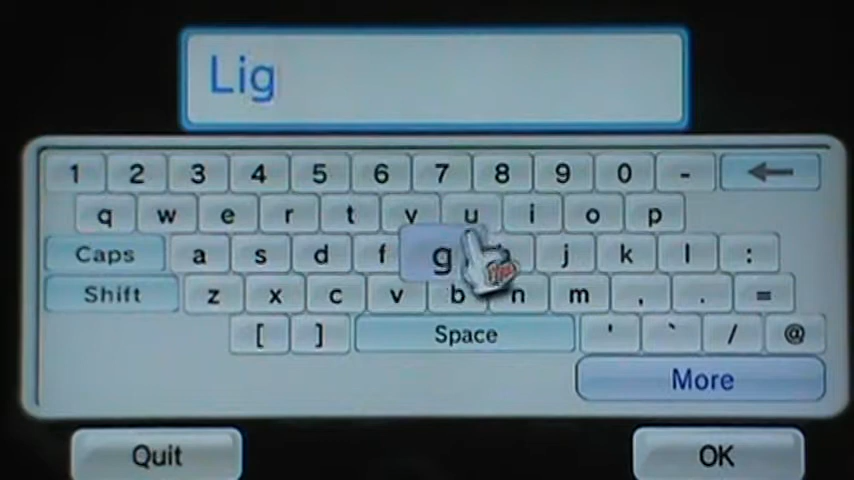 Lig
1 2 3 4 5 6 7 8 9 0 -
q w e r t y u i o p
Caps a s d f g j k l :
Shift z x c v b n m , . =
[ ] Space ' ` / @
More
Quit OK